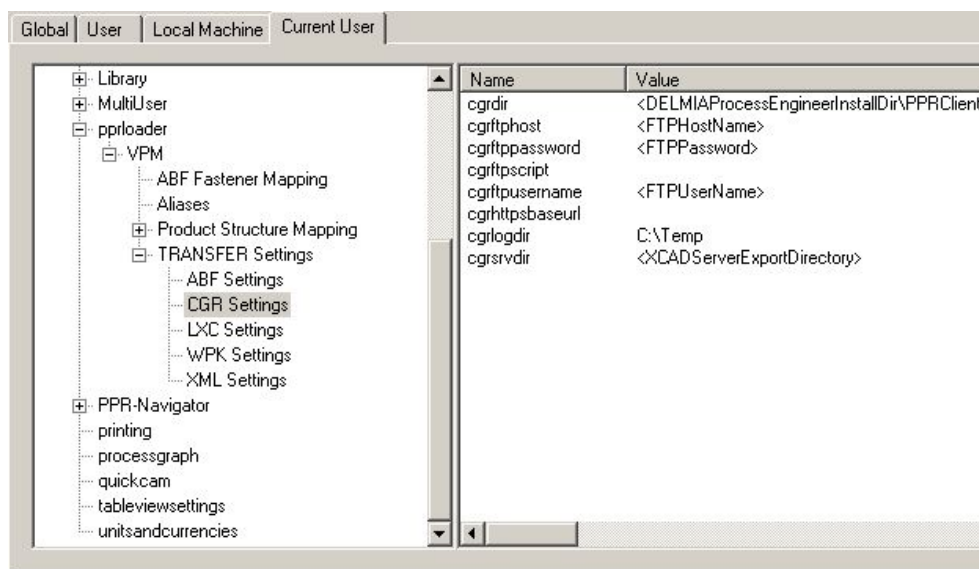 Global User Local Machine Current User
Library
MultiUser
pprloader
VPM
ABF Fastener Mapping
Aliases
Product Structure Mapping
TRANSFER Settings
ABF Settings
CGR Settings
LXC Settings
WPK Settings
XML Settings
PPR-Navigator
printing
processgraph
quickcam
tableviewsettings
unitsandcurrencies
Name Value
cgrdir <DELMIAProcessEngineerInstallDir\PPRClient
cgrftphost <FTPHostName>
cgrftppassword <FTPPassword>
cgrftpscript
cgrftpusername <FTPUserName>
cgrhttpsbaseurl
cgrlogdir C:\Temp
cgrsrvdir <XCADServerExportDirectory>